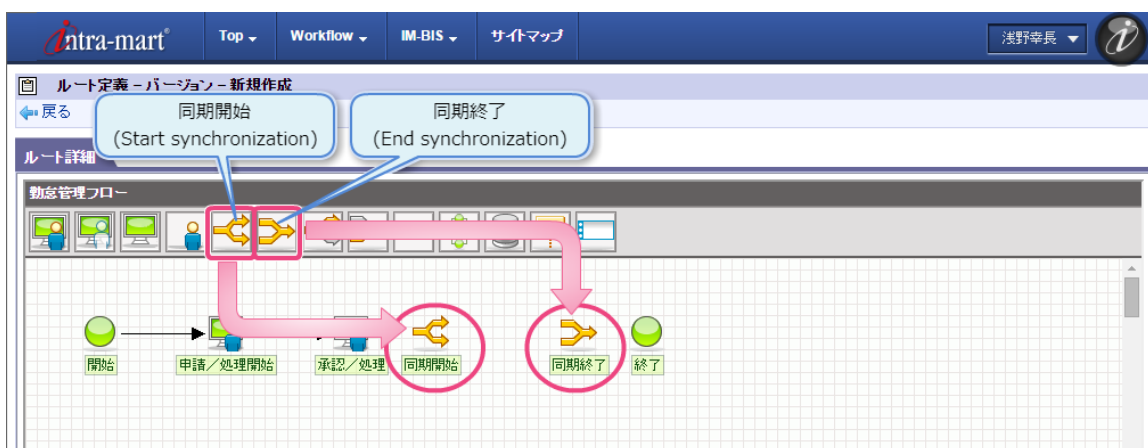 intra-mart®
Top
Workflow
IM-BIS
サイトマップ
浅野幸長
ルート定義 - バージョン - 新規作成
戻る
同期開始
(Start synchronization)
同期終了
(End synchronization)
ルート詳細
勤怠管理フロー
開始
申請/処理開始
承認/処理
同期開始
同期終了
終了